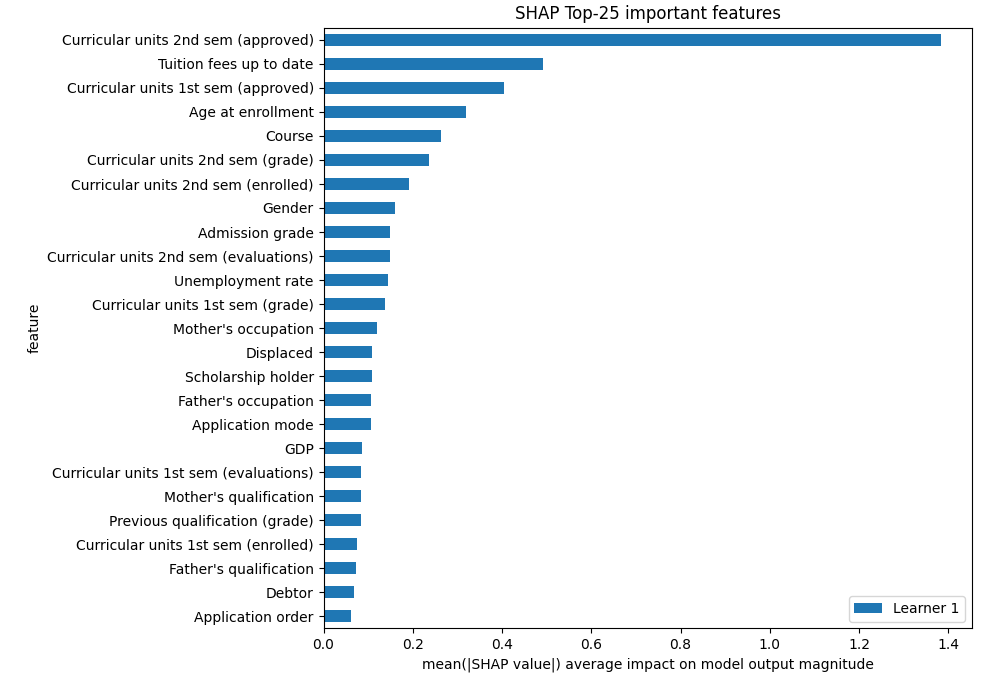 SHAP Top-25 important features
Curricular units 2nd sem (approved)
Tuition fees up to date
Curricular units 1st sem (approved)
Age at enrollment
Course
Curricular units 2nd sem (grade)
Curricular units 2nd sem (enrolled)
Gender
Admission grade
Curricular units 2nd sem (evaluations)
Unemployment rate
Curricular units 1st sem (grade)
Mother's occupation
Displaced
Scholarship holder
Father's occupation
Application mode
GDP
Curricular units 1st sem (evaluations)
Mother's qualification
Previous qualification (grade)
Curricular units 1st sem (enrolled)
Father's qualification
Debtor
Application order
feature
Learner 1
0.0 0.2 0.4 0.6 0.8 1.0 1.2 1.4
mean(|SHAP value|) average impact on model output magnitude